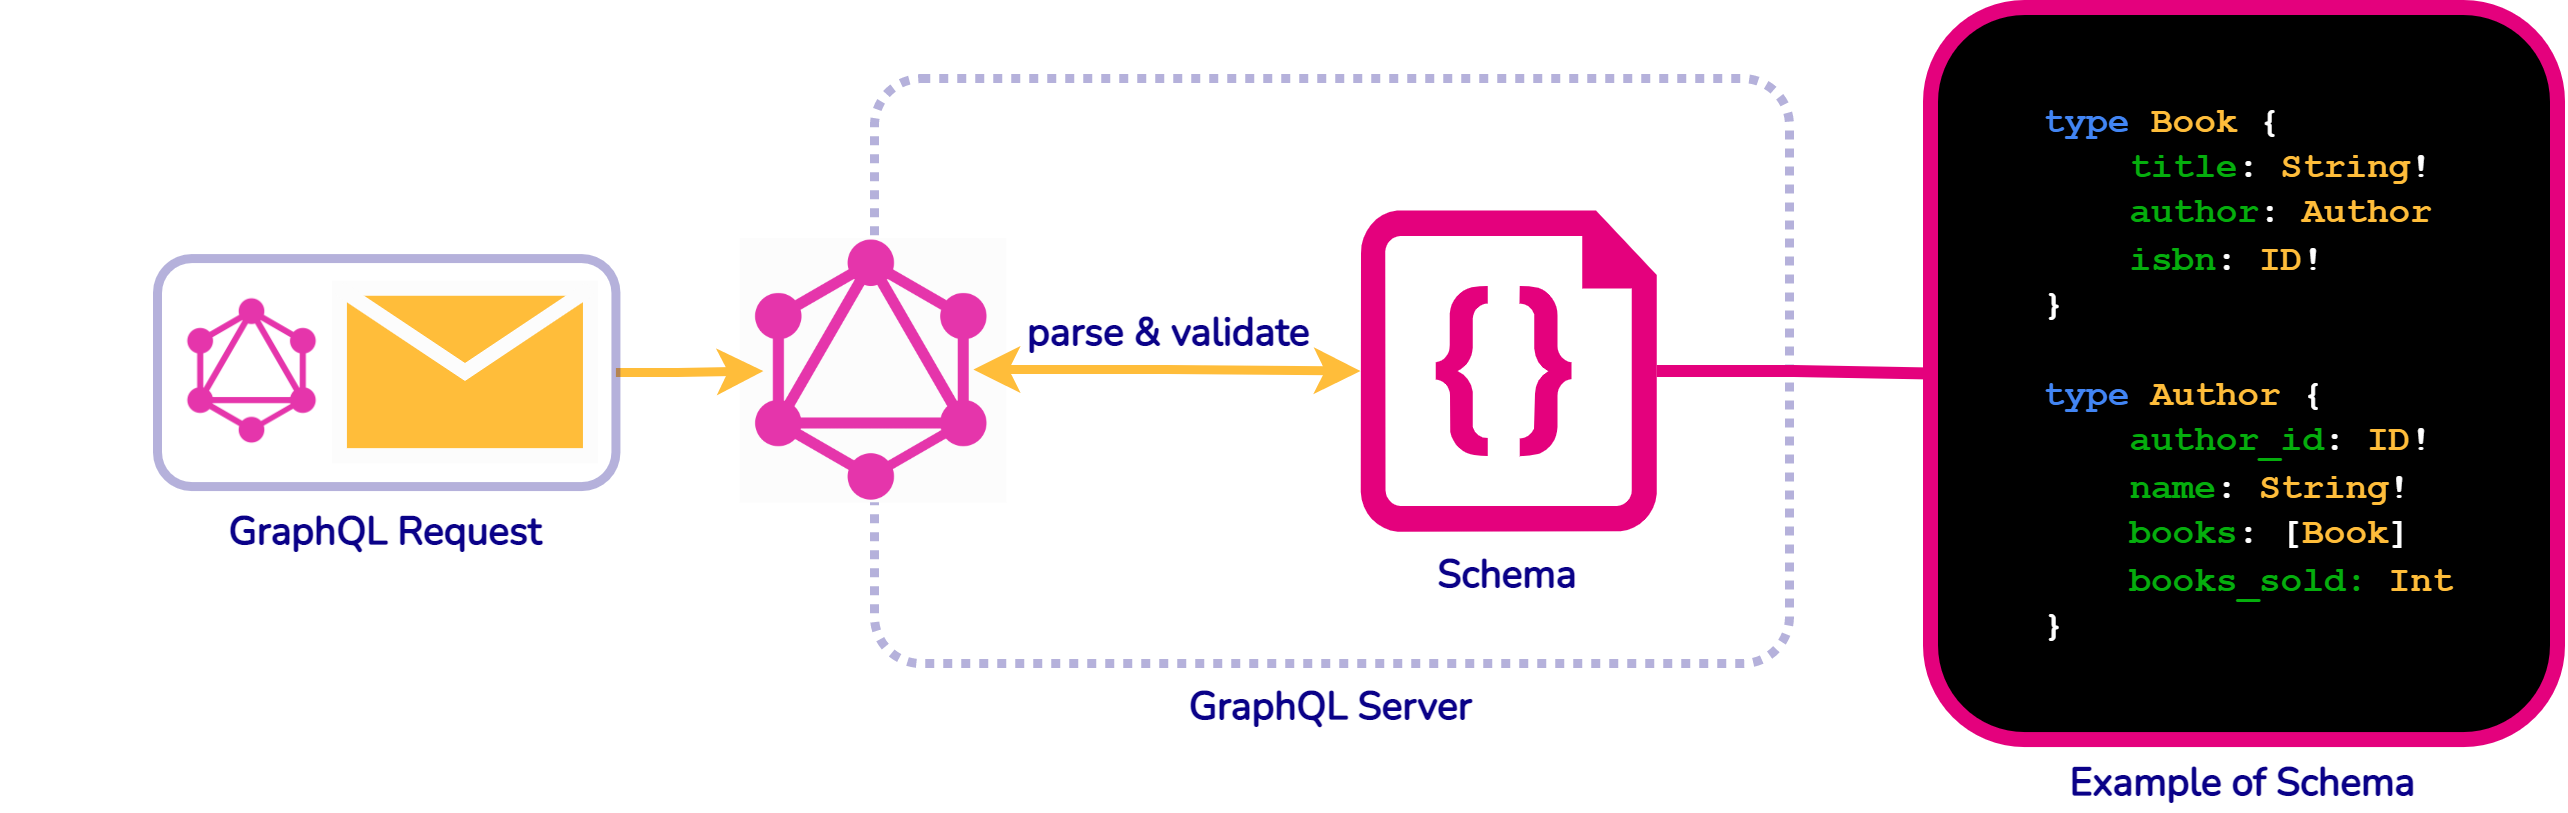 GraphQL Request
parse & validate
{}
Schema
GraphQL Server
type Book {
title: String!
author: Author
isbn: ID!
}
type Author {
author_id: ID!
name: String!
books: [Book]
books_sold: Int
}
Example of Schema